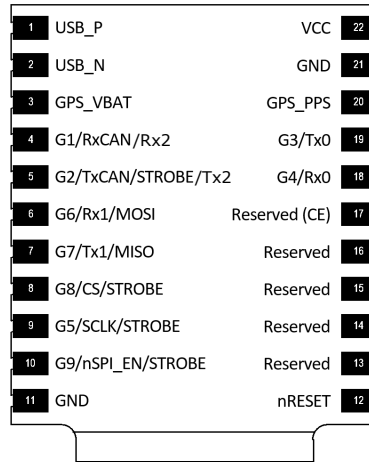 1 USB_P VCC 22
2 USB_N GND 21
3 GPS_VBAT GPS_PPS 20
4 G1/RxCAN/Rx2 G3/Tx0 19
5 G2/TxCAN/STROBE/Tx2 G4/Rx0 18
6 G6/Rx1/MOSI Reserved (CE) 17
7 G7/Tx1/MISO Reserved 16
8 G8/CS/STROBE Reserved 15
9 G5/SCLK/STROBE Reserved 14
10 G9/nSPI_EN/STROBE Reserved 13
11 GND nRESET 12